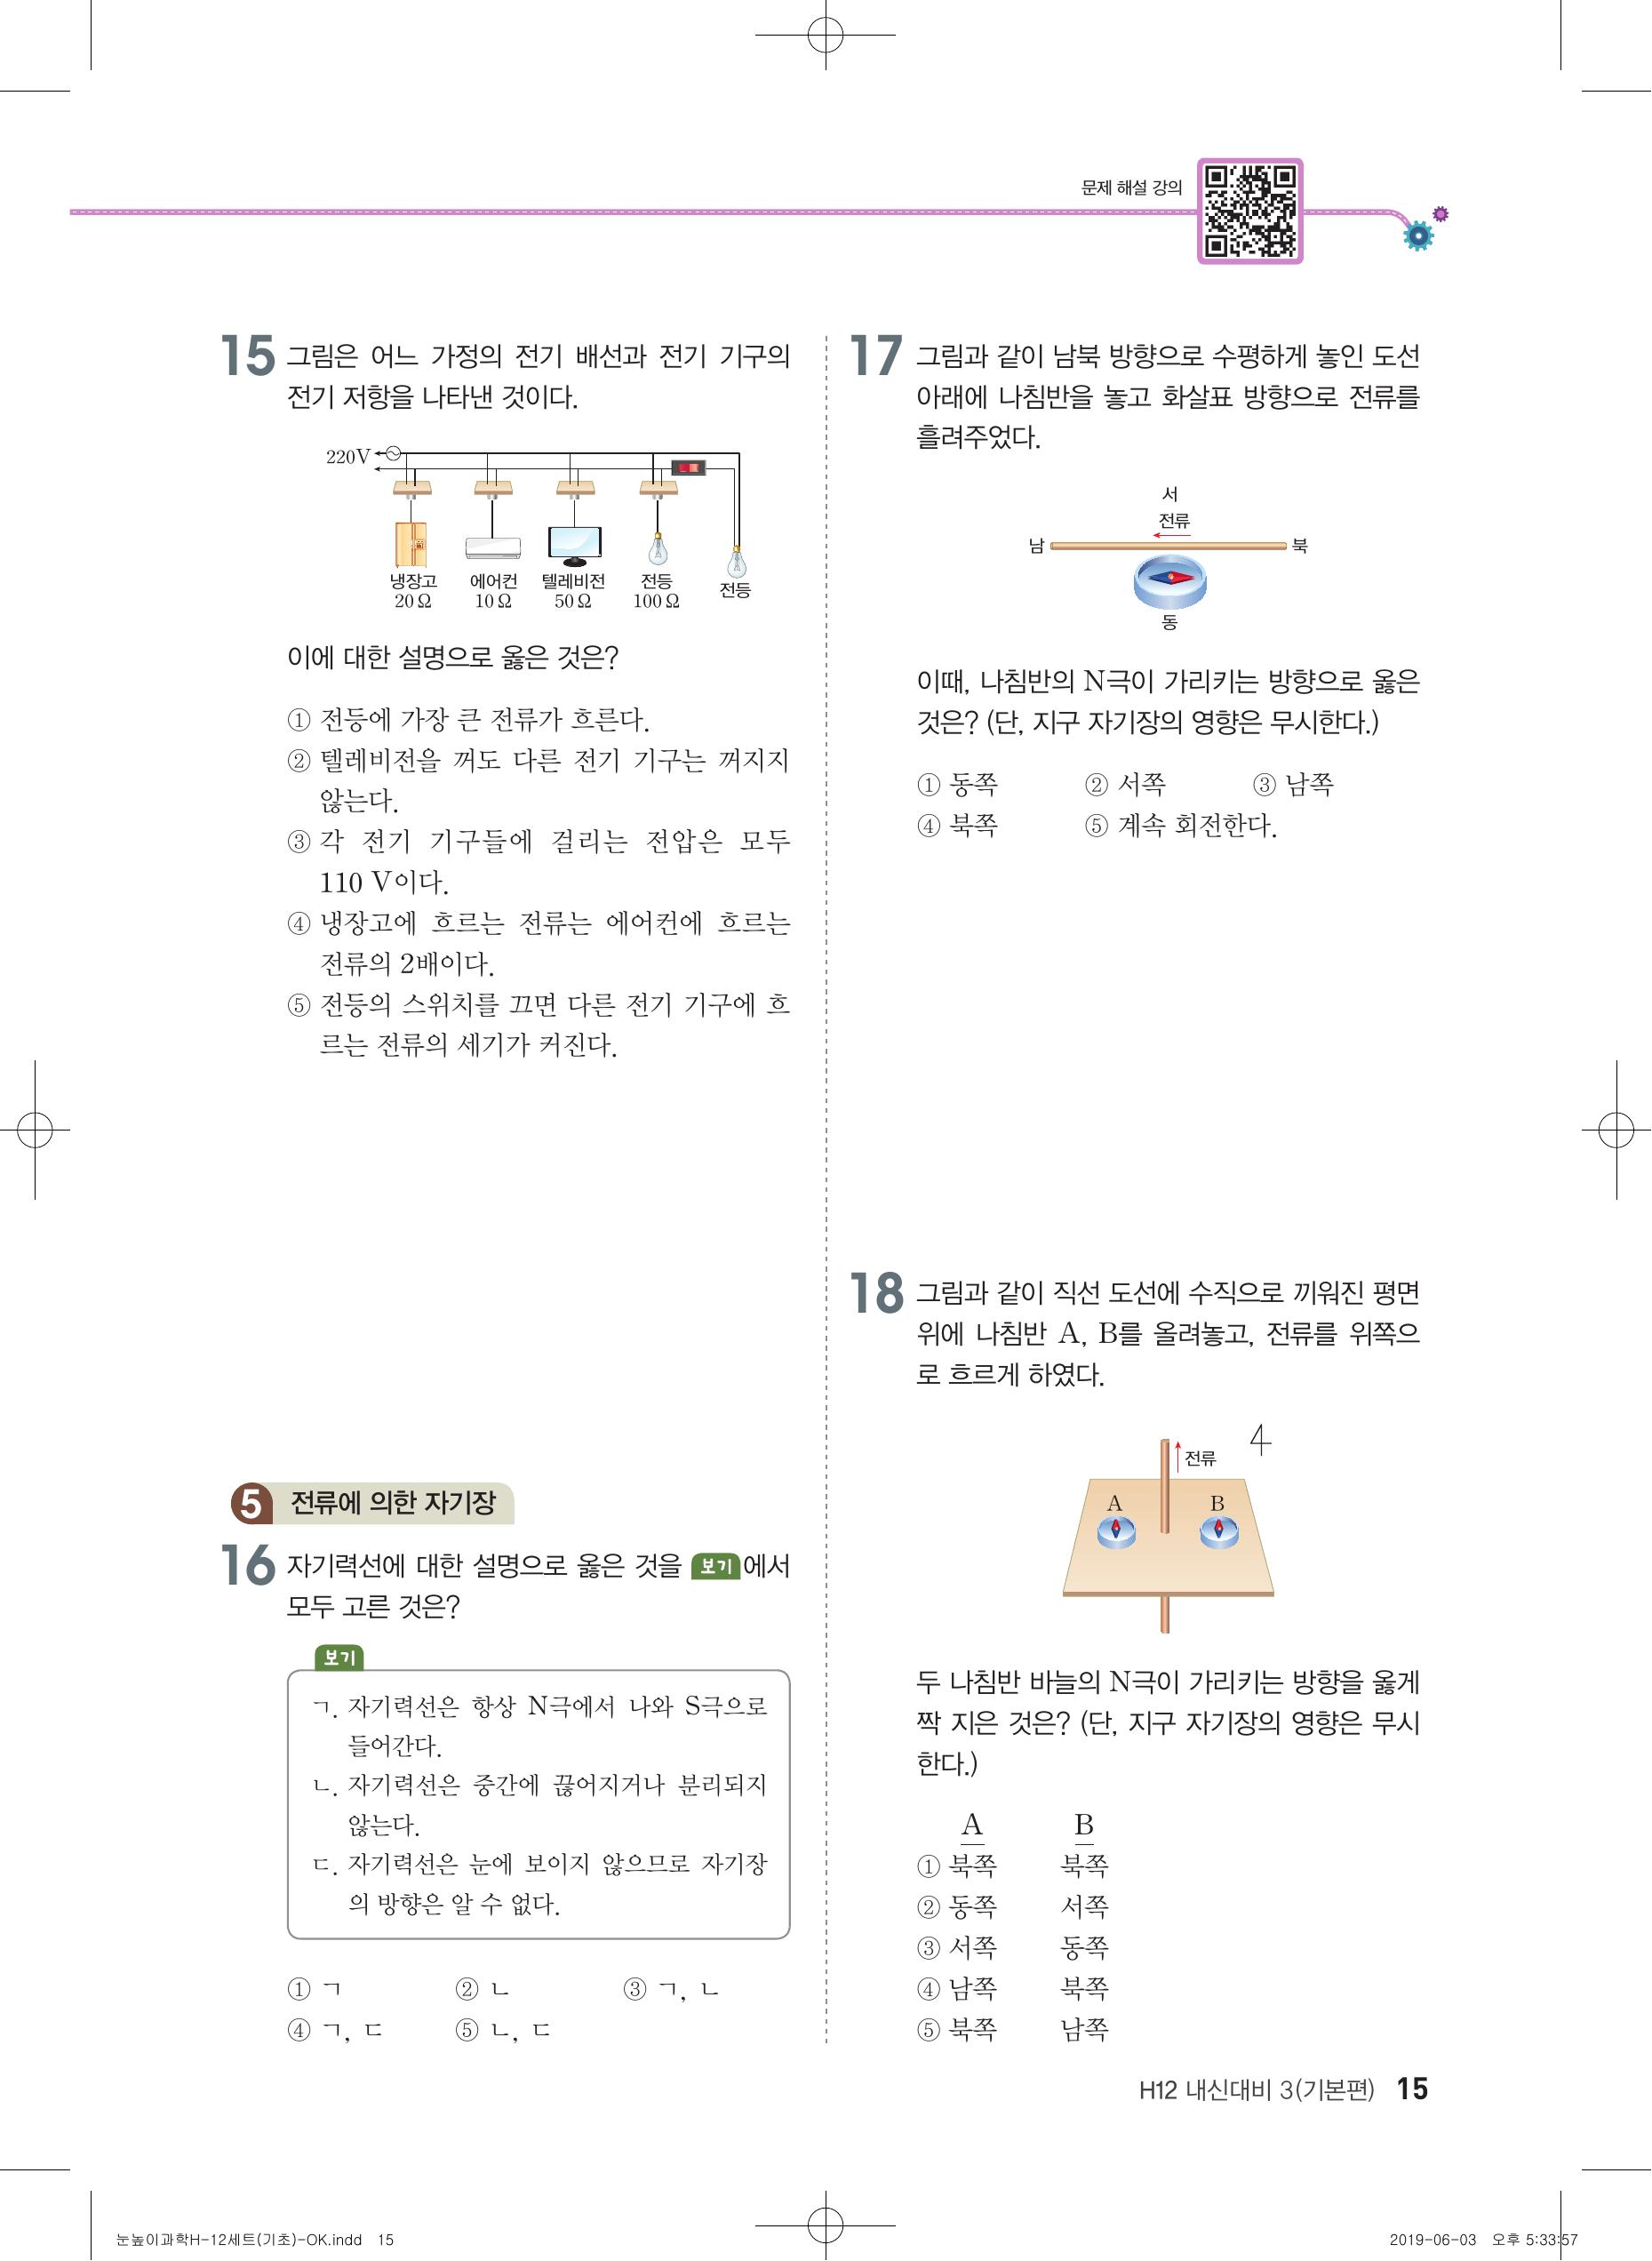 문제 해설 강의
15 그림은 어느 가정의 전기 배선과 전기 기구의
전기 저항을 나타낸 것이다.
220V
냉장고 에어컨 텔레비전 전등 전등
20Ω 10Ω 50Ω 100Ω
이에 대한 설명으로 옳은 것은?
① 전등에 가장 큰 전류가 흐른다.
② 텔레비전을 꺼도 다른 전기 기구는 꺼지지
않는다.
③ 각 전기 기구들에 걸리는 전압은 모두
110 V이다.
④ 냉장고에 흐르는 전류는 에어컨에 흐르는
전류의 2배이다.
⑤ 전등의 스위치를 끄면 다른 전기 기구에 흐
르는 전류의 세기가 커진다.
5 전류에 의한 자기장
16 자기력선에 대한 설명으로 옳은 것을 보기에서
모두 고른 것은?
보기
ㄱ. 자기력선은 항상 N극에서 나와 S극으로
들어간다.
ㄴ. 자기력선은 중간에 끊어지거나 분리되지
않는다.
ㄷ. 자기력선은 눈에 보이지 않으므로 자기장
의 방향은 알 수 없다.
① ㄱ ② ㄴ ③ ㄱ, ㄴ
④ ㄱ, ㄷ ⑤ ㄴ, ㄷ
17 그림과 같이 남북 방향으로 수평하게 놓인 도선
아래에 나침반을 놓고 화살표 방향으로 전류를
흘려주었다.
서
전류
남 북
동
이때, 나침반의 N극이 가리키는 방향으로 옳은
것은? (단, 지구 자기장의 영향은 무시한다.)
① 동쪽 ② 서쪽 ③ 남쪽
④ 북쪽 ⑤ 계속 회전한다.
18 그림과 같이 직선 도선에 수직으로 끼워진 평면
위에 나침반 A, B를 올려놓고, 전류를 위쪽으
로 흐르게 하였다.
4
전류
A B
두 나침반 바늘의 N극이 가리키는 방향을 옳게
짝 지은 것은? (단, 지구 자기장의 영향은 무시
한다.)
A B
① 북쪽 북쪽
② 동쪽 서쪽
③ 서쪽 동쪽
④ 남쪽 북쪽
⑤ 북쪽 남쪽
H12 내신대비 3(기본편) 15
눈높이과학H-12세트(기초)-OK.indd 15
2019-06-03 오후 5:33:57